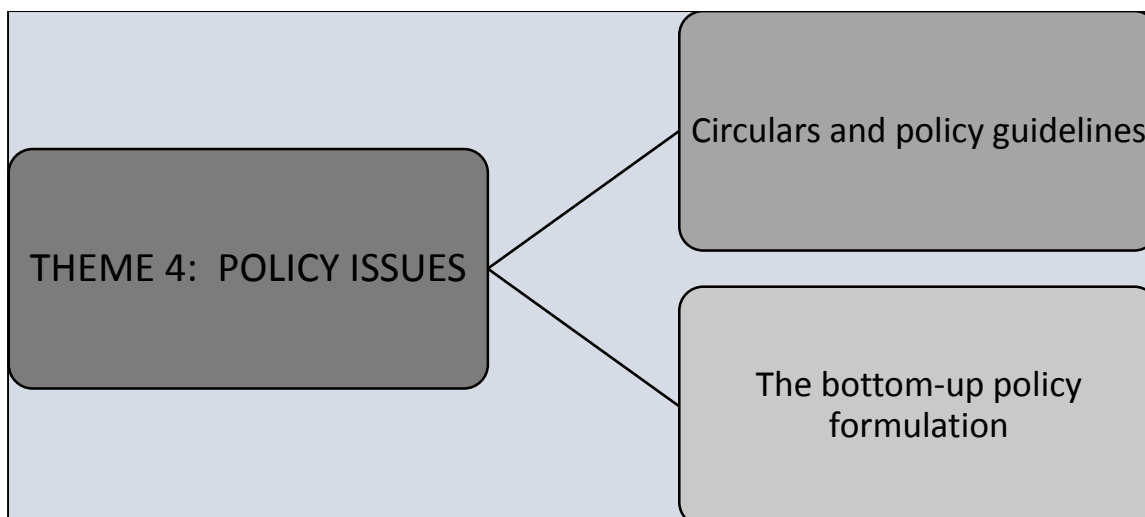 THEME 4:  POLICY ISSUES
Circulars and policy guidelines
The bottom-up policy
formulation